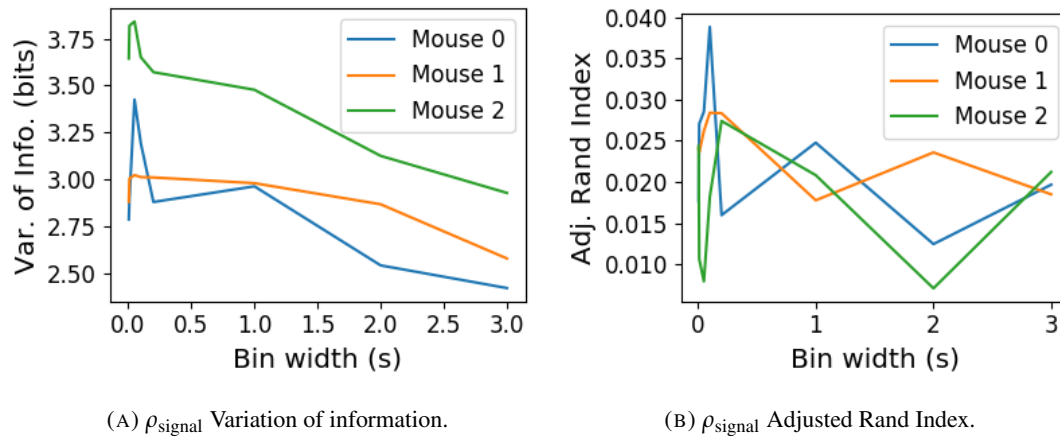 Var. of Info. (bits)
3.75
3.50
3.25
3.00
2.75
2.50
Mouse 0
Mouse 1
Mouse 2
0.0 0.5 1.0 1.5 2.0 2.5 3.0
Bin width (s)
(A) ρsignal Variation of information.
Adj. Rand Index
0.040
0.035
0.030
0.025
0.020
0.015
0.010
Mouse 0
Mouse 1
Mouse 2
0 1 2 3
Bin width (s)
(B) ρsignal Adjusted Rand Index.